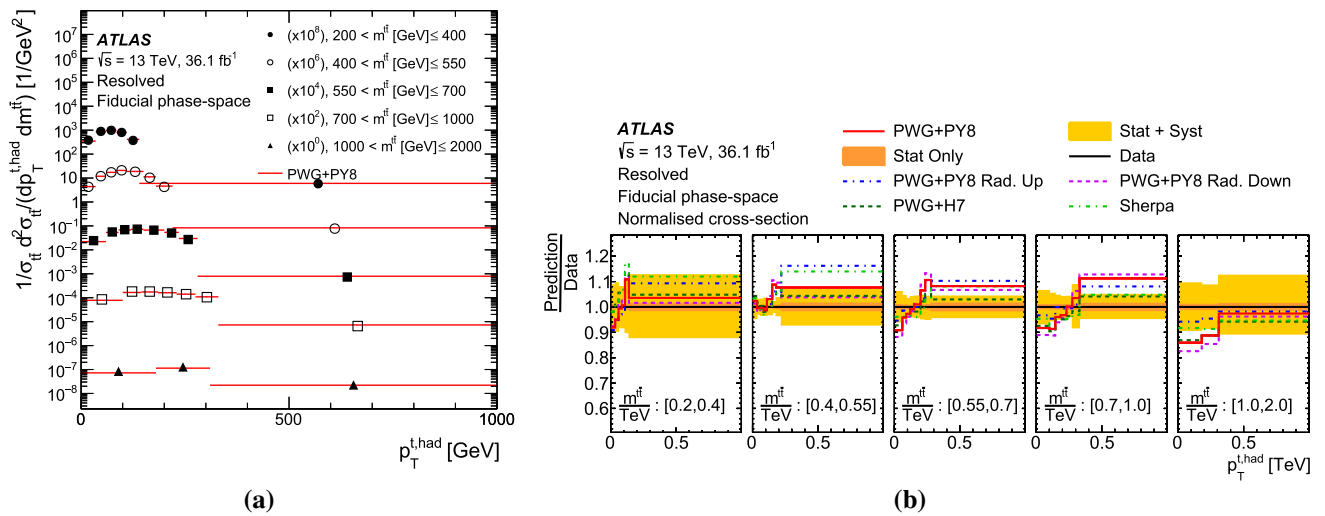 1/σ_tt̄ d²σ_tt̄/(dp_T^t,had dm^tt̄) [1/GeV²]
10⁷
10⁶
10⁵
10⁴
10³
10²
10
1
10⁻¹
10⁻²
10⁻³
10⁻⁴
10⁻⁵
10⁻⁶
10⁻⁷
10⁻⁸
ATLAS
√s = 13 TeV, 36.1 fb⁻¹
Resolved
Fiducial phase-space
(x10⁸), 200 < m^tt̄ [GeV] ≤ 400
(x10⁶), 400 < m^tt̄ [GeV] ≤ 550
(x10⁴), 550 < m^tt̄ [GeV] ≤ 700
(x10²), 700 < m^tt̄ [GeV] ≤ 1000
(x10⁰), 1000 < m^tt̄ [GeV] ≤ 2000
PWG+PY8
0 500 1000
p_T^t,had [GeV]
(a)
ATLAS
√s = 13 TeV, 36.1 fb⁻¹
Resolved
Fiducial phase-space
Normalised cross-section
PWG+PY8
Stat Only
PWG+PY8 Rad. Up
PWG+H7
Stat + Syst
Data
PWG+PY8 Rad. Down
Sherpa
Prediction
Data
1.2
1.1
1.0
0.9
0.8
0.7
0.6
m^tt̄/TeV : [0.2,0.4]
m^tt̄/TeV : [0.4,0.55]
m^tt̄/TeV : [0.55,0.7]
m^tt̄/TeV : [0.7,1.0]
m^tt̄/TeV : [1.0,2.0]
0 0.5 0 0.5 0 0.5 0 0.5 0 0.5
p_T^t,had [TeV]
(b)